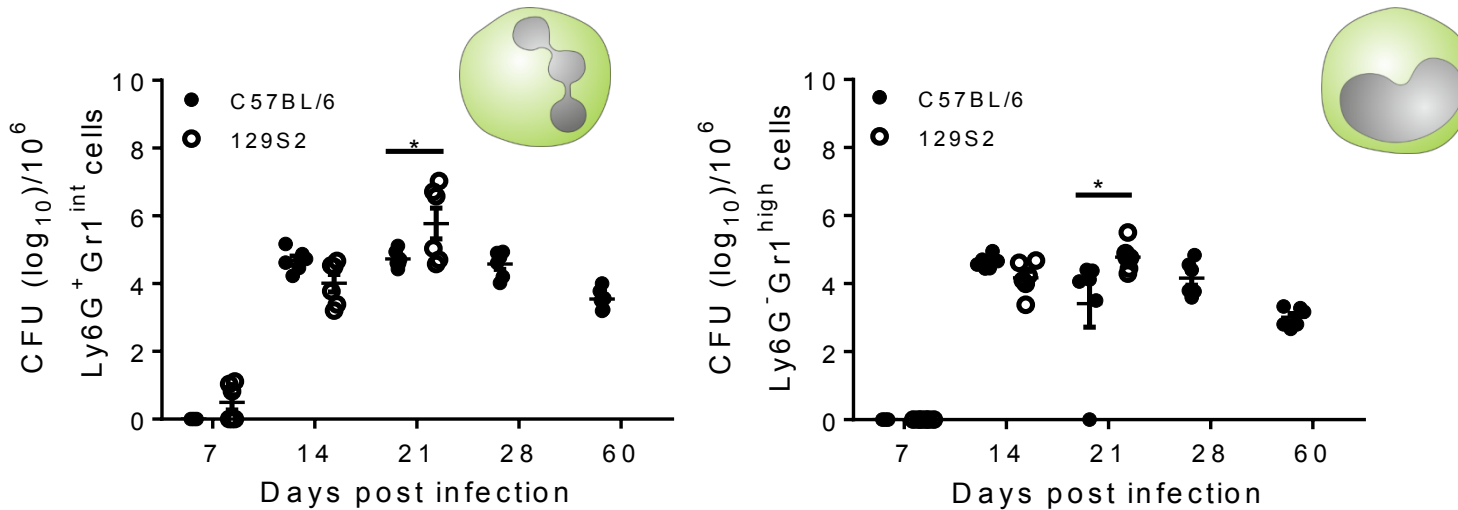 CFU (log10)/10^6
Ly6G+Gr1int cells
10
8
6
4
2
0
C57BL/6
129S2
*
7 14 21 28 60
Days post infection
CFU (log10)/10^6
Ly6G-Gr1high cells
10
8
6
4
2
0
C57BL/6
129S2
*
7 14 21 28 60
Days post infection